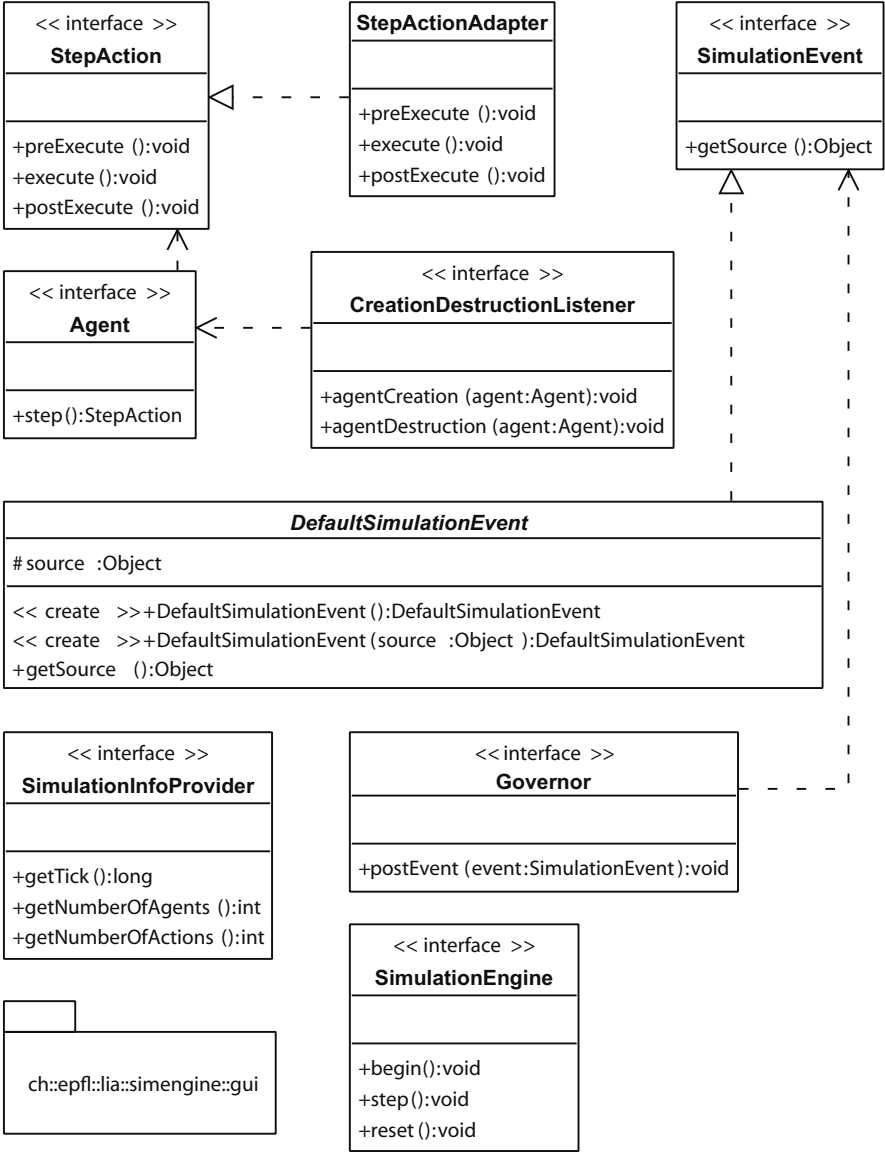 << interface >>
StepAction
+preExecute ():void
+execute():void
+postExecute ():void
StepActionAdapter
+preExecute ():void
+execute():void
+postExecute ():void
<< interface >>
SimulationEvent
+getSource ():Object
<< interface >>
Agent
+step():StepAction
<< interface >>
CreationDestructionListener
+agentCreation (agent:Agent):void
+agentDestruction (agent:Agent):void
DefaultSimulationEvent
# source :Object
<< create >>+DefaultSimulationEvent():DefaultSimulationEvent
<< create >>+DefaultSimulationEvent(source :Object ):DefaultSimulationEvent
+getSource ():Object
<< interface >>
SimulationInfoProvider
+getTick():long
+getNumberOfAgents ():int
+getNumberOfActions ():int
<< interface >>
Governor
+postEvent (event:SimulationEvent):void
<< interface >>
SimulationEngine
+begin():void
+step():void
+reset():void
ch::epfl::lia::simengine::gui